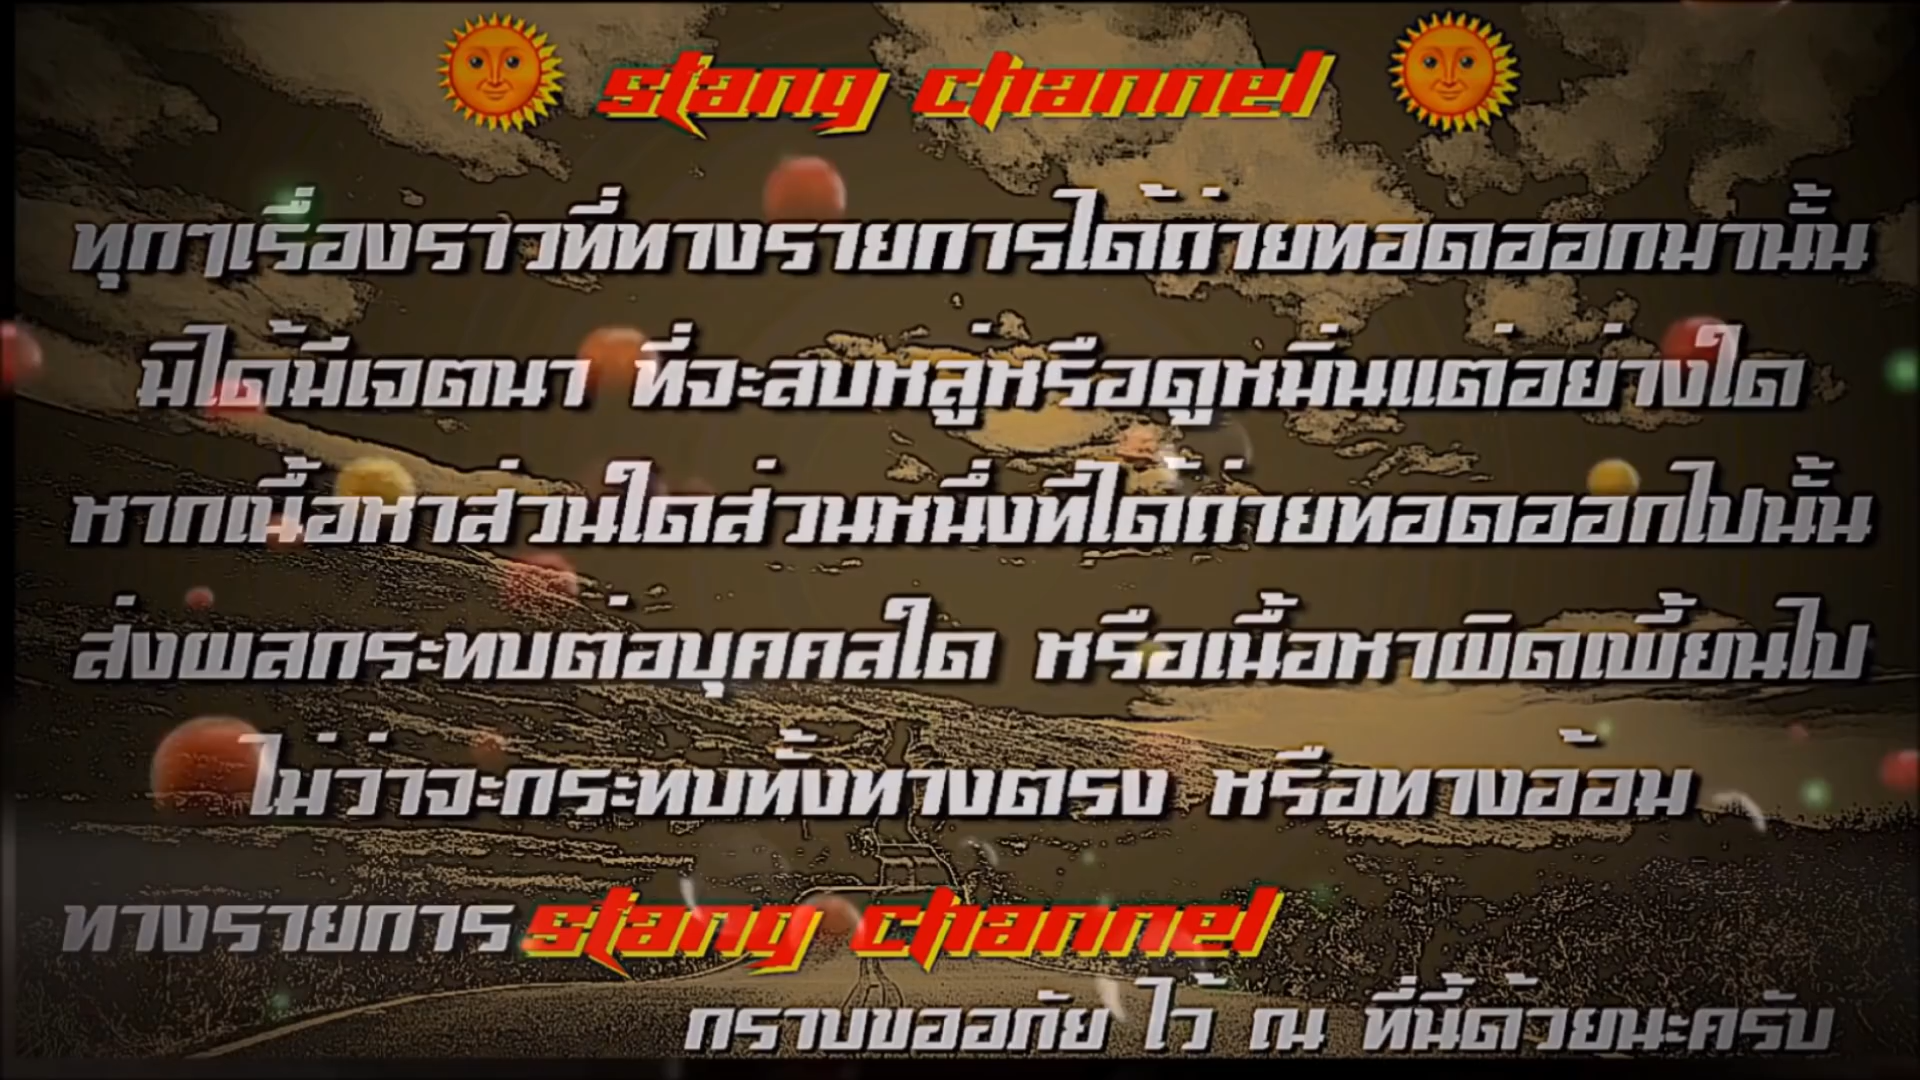 stang channel
ทุกๆเรื่องราวที่ทางรายการได้ถ่ายทอดออกมานั้น
มิได้มีเจตนา ที่จะลบหลู่หรือดูหมิ่นแต่อย่างใด
หากเนื้อหาส่วนใดส่วนหนึ่งที่ได้ถ่ายทอดออกไปนั้น
ส่งผลกระทบต่อบุคคลใด หรือเนื้อหาผิดเพี้ยนไป
ไม่ว่าจะกระทบทั้งทางตรง หรือทางอ้อม
ทางรายการ stang channel
กราบขออภัย ไว้ ณ ที่นี้ด้วยนะครับ